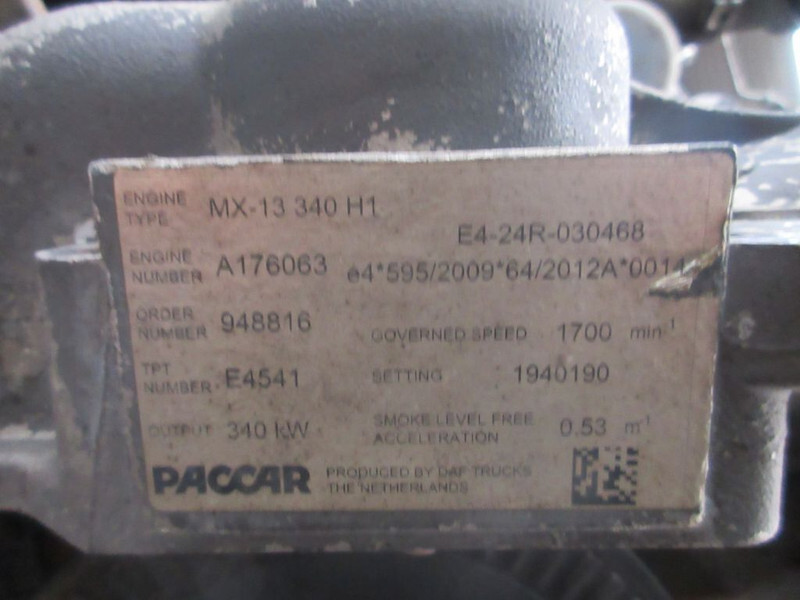 ENGINE TYPE MX-13 340 H1
E4-24R-030468
ENGINE NUMBER A176063 e4*595/2009*64/2012A*0014
ORDER NUMBER 948816 GOVERNED SPEED 1700 min-1
TPT NUMBER E4541 SETTING 1940190
OUTPUT 340 kW SMOKE LEVEL FREE ACCELERATION 0.53 m-1
PACCAR PRODUCED BY DAF TRUCKS
THE NETHERLANDS